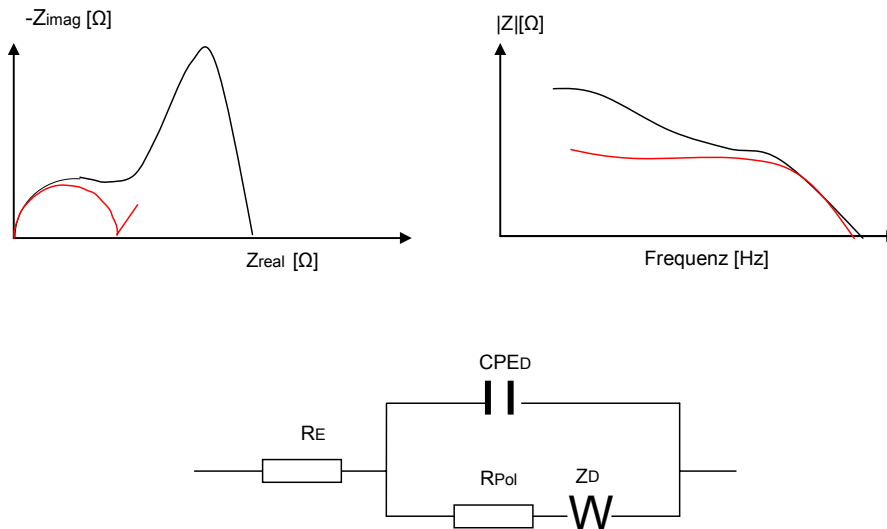 -Zimag [Ω]
Zreal [Ω]
|Z|[Ω]
Frequenz [Hz]
CPED
RE
RPol
ZD
W